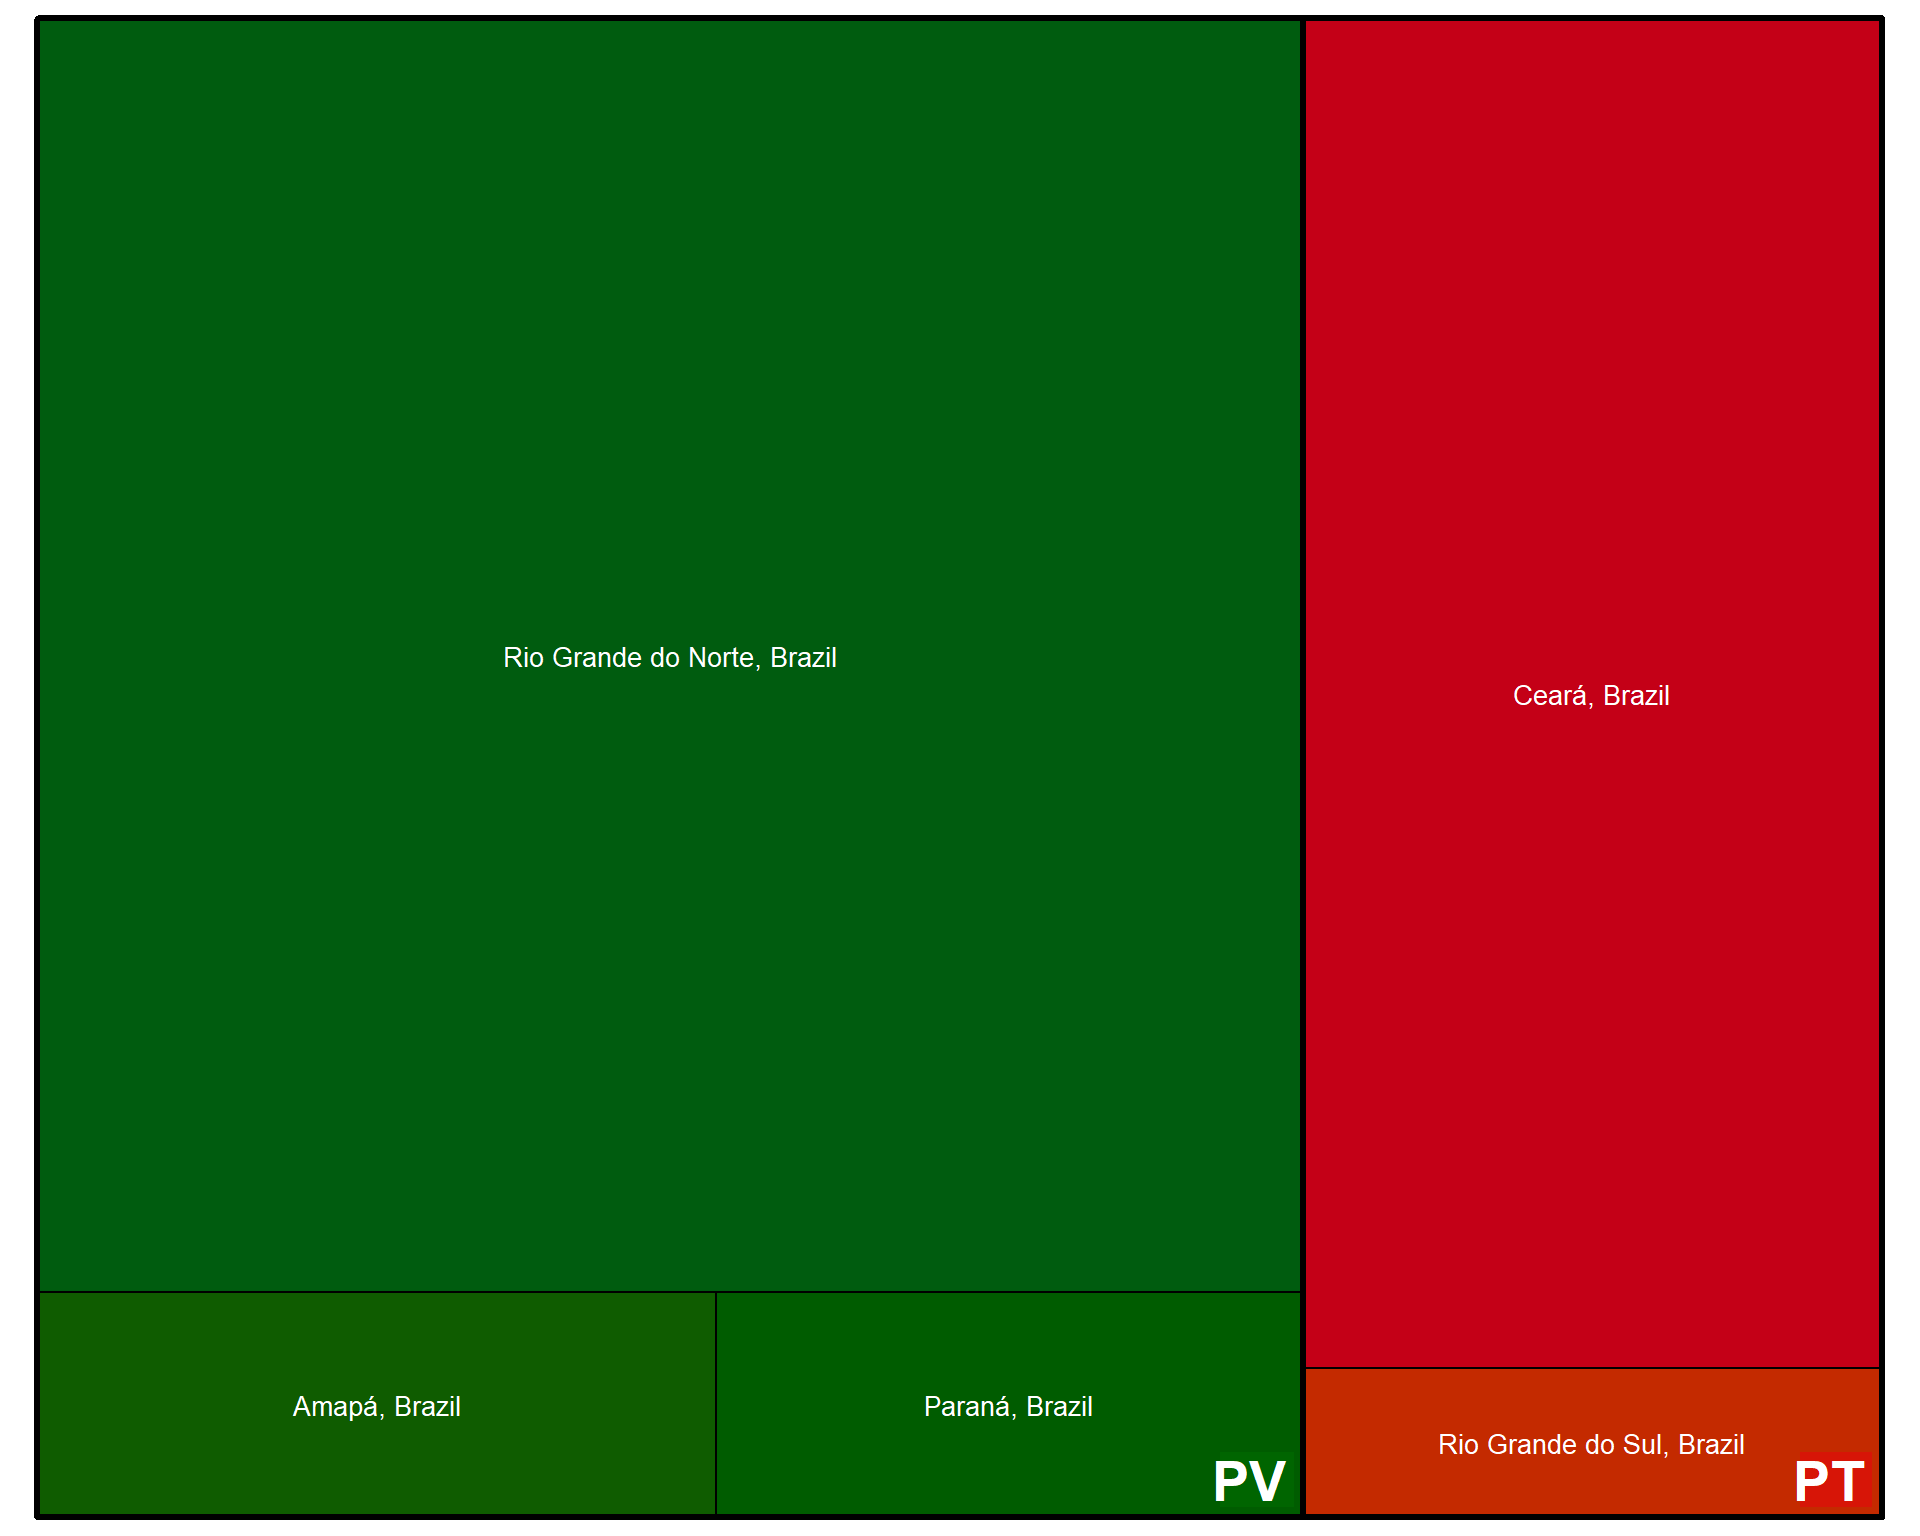 Rio Grande do Norte, Brazil
Ceará, Brazil
Amapá, Brazil
Paraná, Brazil
Rio Grande do Sul, Brazil
PV
PT